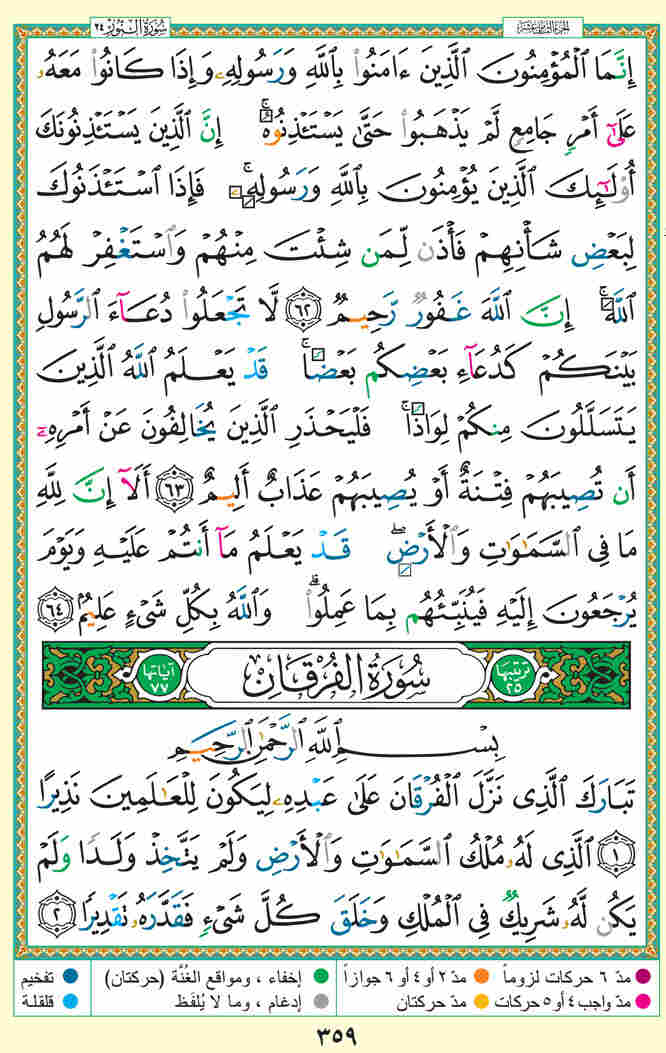 سُورَةُ النُّورِ ٢٤
الجزء الثامن عشر
إِنَّمَا ٱلْمُؤْمِنُونَ ٱلَّذِينَ ءَامَنُوا۟ بِٱللَّهِ وَرَسُولِهِۦ وَإِذَا كَانُوا۟ مَعَهُۥ
عَلَىٰٓ أَمْرٍ جَامِعٍ لَّمْ يَذْهَبُوا۟ حَتَّىٰ يَسْتَـْٔذِنُوهُ ۚ إِنَّ ٱلَّذِينَ يَسْتَـْٔذِنُونَكَ
أُو۟لَـٰٓئِكَ ٱلَّذِينَ يُؤْمِنُونَ بِٱللَّهِ وَرَسُولِهِۦ ۚ فَإِذَا ٱسْتَـْٔذَنُوكَ
لِبَعْضِ شَأْنِهِمْ فَأْذَن لِّمَن شِئْتَ مِنْهُمْ وَٱسْتَغْفِرْ لَهُمُ
ٱللَّهَ ۚ إِنَّ ٱللَّهَ غَفُورٌ رَّحِيمٌ ٦٢ لَّا تَجْعَلُوا۟ دُعَآءَ ٱلرَّسُولِ
بَيْنَكُمْ كَدُعَآءِ بَعْضِكُم بَعْضًا ۚ قَدْ يَعْلَمُ ٱللَّهُ ٱلَّذِينَ
يَتَسَلَّلُونَ مِنكُمْ لِوَاذًا ۚ فَلْيَحْذَرِ ٱلَّذِينَ يُخَالِفُونَ عَنْ أَمْرِهِۦٓ
أَن تُصِيبَهُمْ فِتْنَةٌ أَوْ يُصِيبَهُمْ عَذَابٌ أَلِيمٌ ٦٣ أَلَآ إِنَّ لِلَّهِ
مَا فِى ٱلسَّمَـٰوَٰتِ وَٱلْأَرْضِ ۖ قَدْ يَعْلَمُ مَآ أَنتُمْ عَلَيْهِ وَيَوْمَ
يُرْجَعُونَ إِلَيْهِ فَيُنَبِّئُهُم بِمَا عَمِلُوا۟ ۗ وَٱللَّهُ بِكُلِّ شَىْءٍ عَلِيمٌ ٦٤
ترتيبها ٢٥ سُورَةُ الفُرْقَانِ آياتها ٧٧
بِسْمِ ٱللَّهِ ٱلرَّحْمَـٰنِ ٱلرَّحِيمِ
تَبَارَكَ ٱلَّذِى نَزَّلَ ٱلْفُرْقَانَ عَلَىٰ عَبْدِهِۦ لِيَكُونَ لِلْعَـٰلَمِينَ نَذِيرًا
١ ٱلَّذِى لَهُۥ مُلْكُ ٱلسَّمَـٰوَٰتِ وَٱلْأَرْضِ وَلَمْ يَتَّخِذْ وَلَدًا وَلَمْ
يَكُن لَّهُۥ شَرِيكٌ فِى ٱلْمُلْكِ وَخَلَقَ كُلَّ شَىْءٍ فَقَدَّرَهُۥ تَقْدِيرًا ٢
مدّ ٦ حركات لزوماً مدّ ٢ أو ٤ أو ٦ جوازاً إخفاء ، ومواقع الغُنَّة (حركتان) تفخيم
مدّ واجب ٤ أو ٥ حركات مدّ حركتان إدغام ، وما لا يُلفَظ قلقلة
٣٥٩